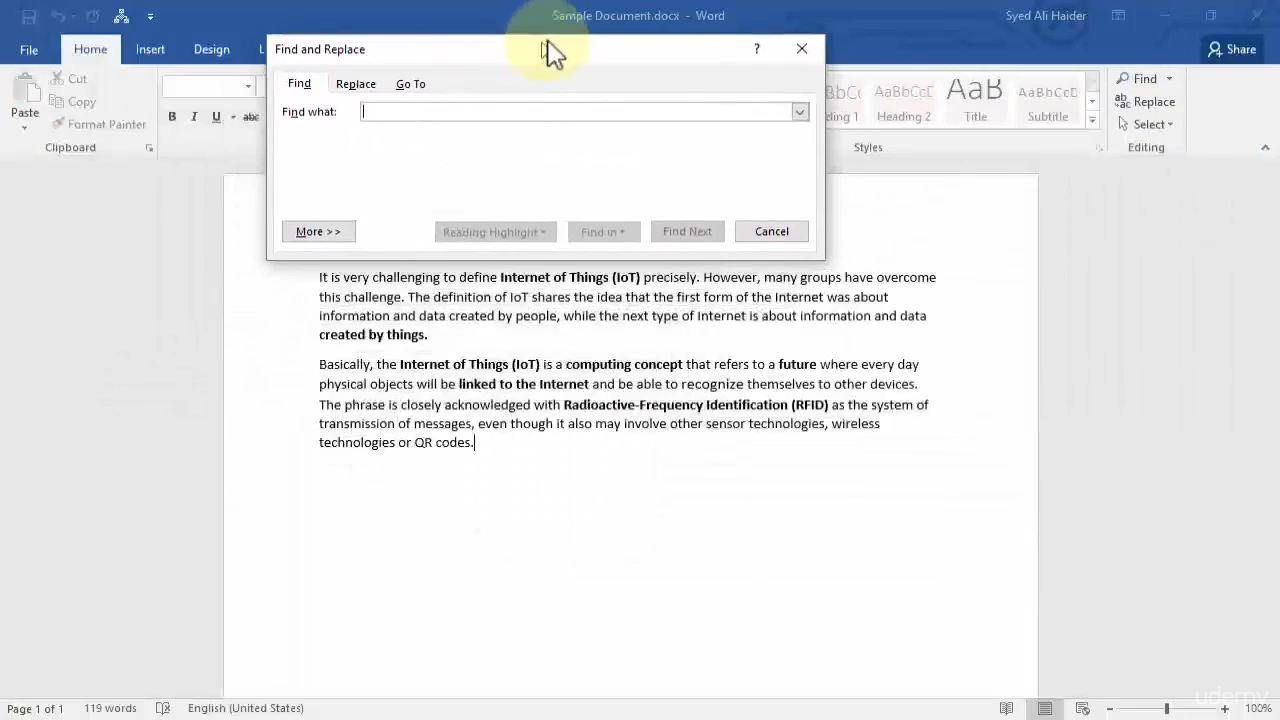 Sample Document.docx - Word
Syed Ali Haider
File Home Insert Design
Share
Find and Replace
?
Find Replace Go To
Find what:
More >> Reading Highlight Find in Find Next Cancel
Paste
Cut
Copy
Format Painter
Clipboard
B I U abc
AaB
AaBbCcD
Heading 2 Title Subtitle
Styles
Find
Replace
Select
Editing
It is very challenging to define Internet of Things (IoT) precisely. However, many groups have overcome
this challenge. The definition of IoT shares the idea that the first form of the Internet was about
information and data created by people, while the next type of Internet is about information and data
created by things.
Basically, the Internet of Things (IoT) is a computing concept that refers to a future where every day
physical objects will be linked to the Internet and be able to recognize themselves to other devices.
The phrase is closely acknowledged with Radioactive-Frequency Identification (RFID) as the system of
transmission of messages, even though it also may involve other sensor technologies, wireless
technologies or QR codes.
Page 1 of 1 119 words English (United States)
100%
udemy